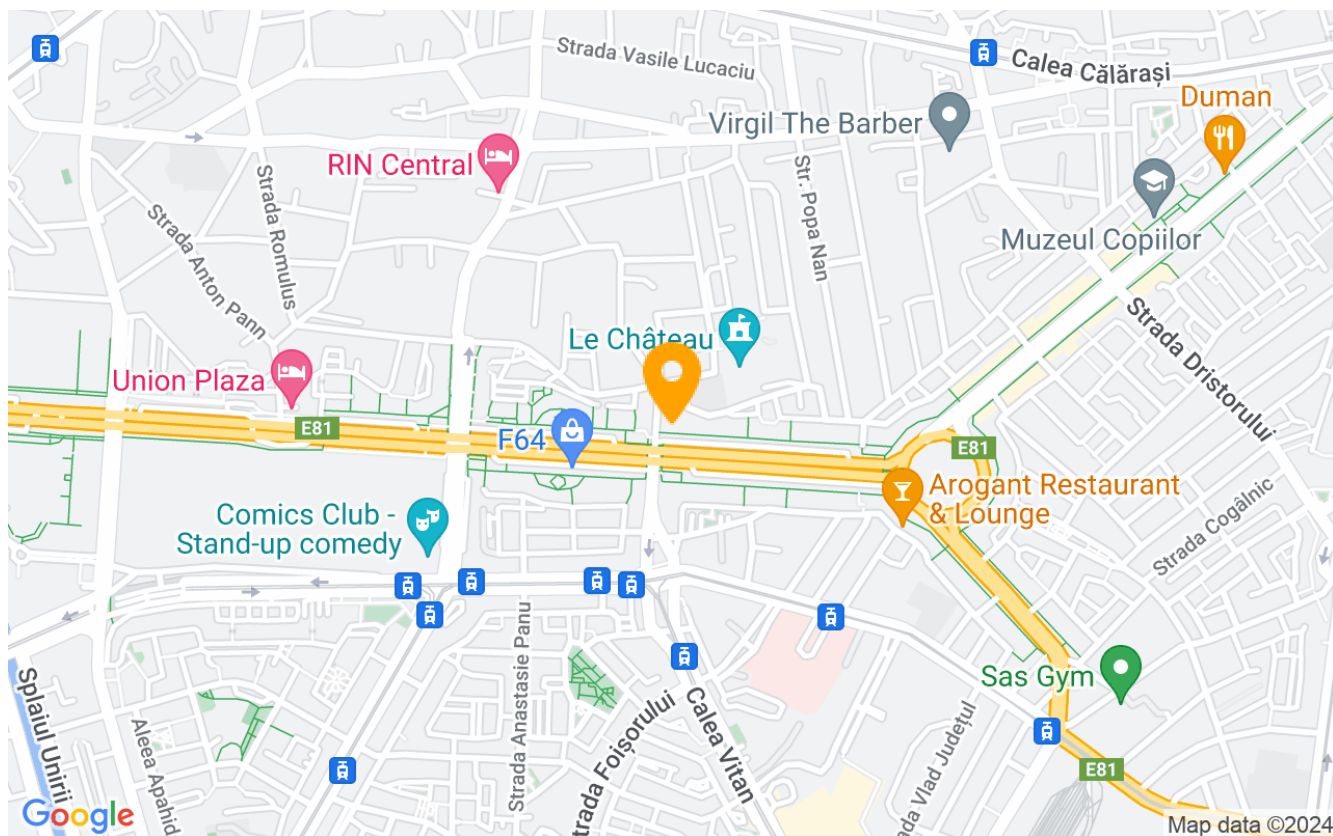 Strada Vasile Lucaciu
Calea Călărași
Duman
Virgil The Barber
RIN Central
Str. Popa Nan
Strada Romulus
Strada Anton Pann
Muzeul Copiilor
Le Château
Strada Dristorului
Union Plaza
E81
F64
E81
Arogant Restaurant
& Lounge
Comics Club -
Stand-up comedy
Strada Cogâlnic
Strada Anastasie Panu
Sas Gym
Splaiul Unirii
Aleea Apahid
Strada Foișorului
Calea Vitan
ada Vlad Județul
E81
Google
Map data ©2024